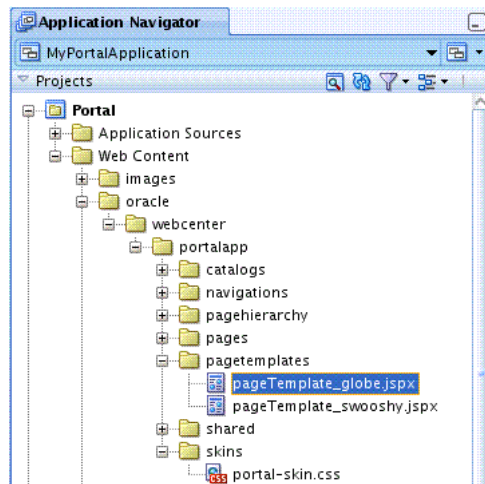 Application Navigator
MyPortalApplication
Projects
Portal
Application Sources
Web Content
images
oracle
webcenter
portalapp
catalogs
navigations
pagehierarchy
pages
pagetemplates
pageTemplate_globe.jspx
pageTemplate_swooshy.jspx
shared
skins
CSS portal-skin.css